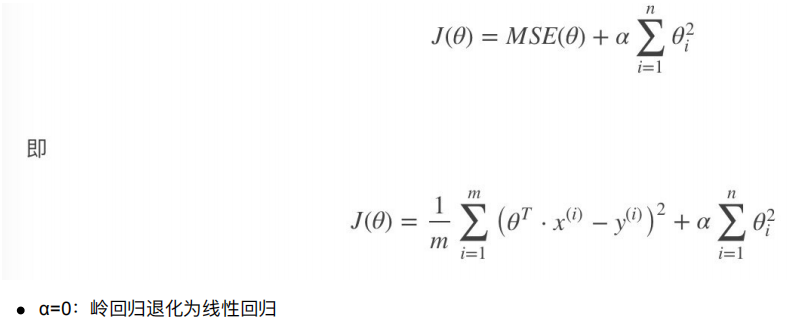 J(θ) = MSE(θ) + α ∑_{i=1}^{n} θ_i^2
即
J(θ) = \frac{1}{m} ∑_{i=1}^{m} (θ^T · x^{(i)} − y^{(i)})^2 + α ∑_{i=1}^{n} θ_i^2
• α=0：岭回归退化为线性回归